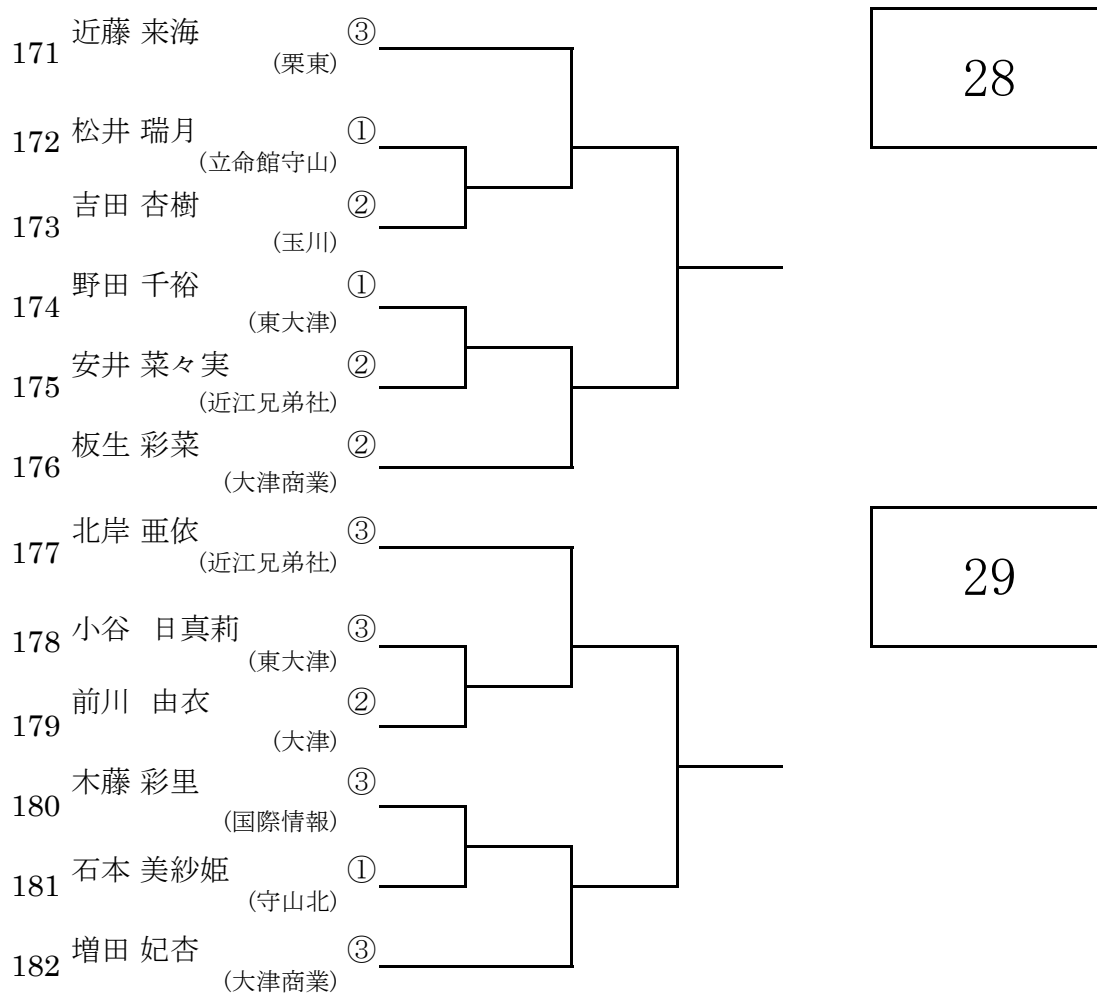 171 近藤 来海 ③
(栗東)
28
172 松井 瑞月 ①
(立命館守山)
173 吉田 杏樹 ②
(玉川)
174 野田 千裕 ①
(東大津)
175 安井 菜々実 ②
(近江兄弟社)
176 板生 彩菜 ②
(大津商業)
177 北岸 亜依 ③
(近江兄弟社)
29
178 小谷 日真莉 ③
(東大津)
179 前川 由衣 ②
(大津)
180 木藤 彩里 ③
(国際情報)
181 石本 美紗姫 ①
(守山北)
182 増田 妃杏 ③
(大津商業)